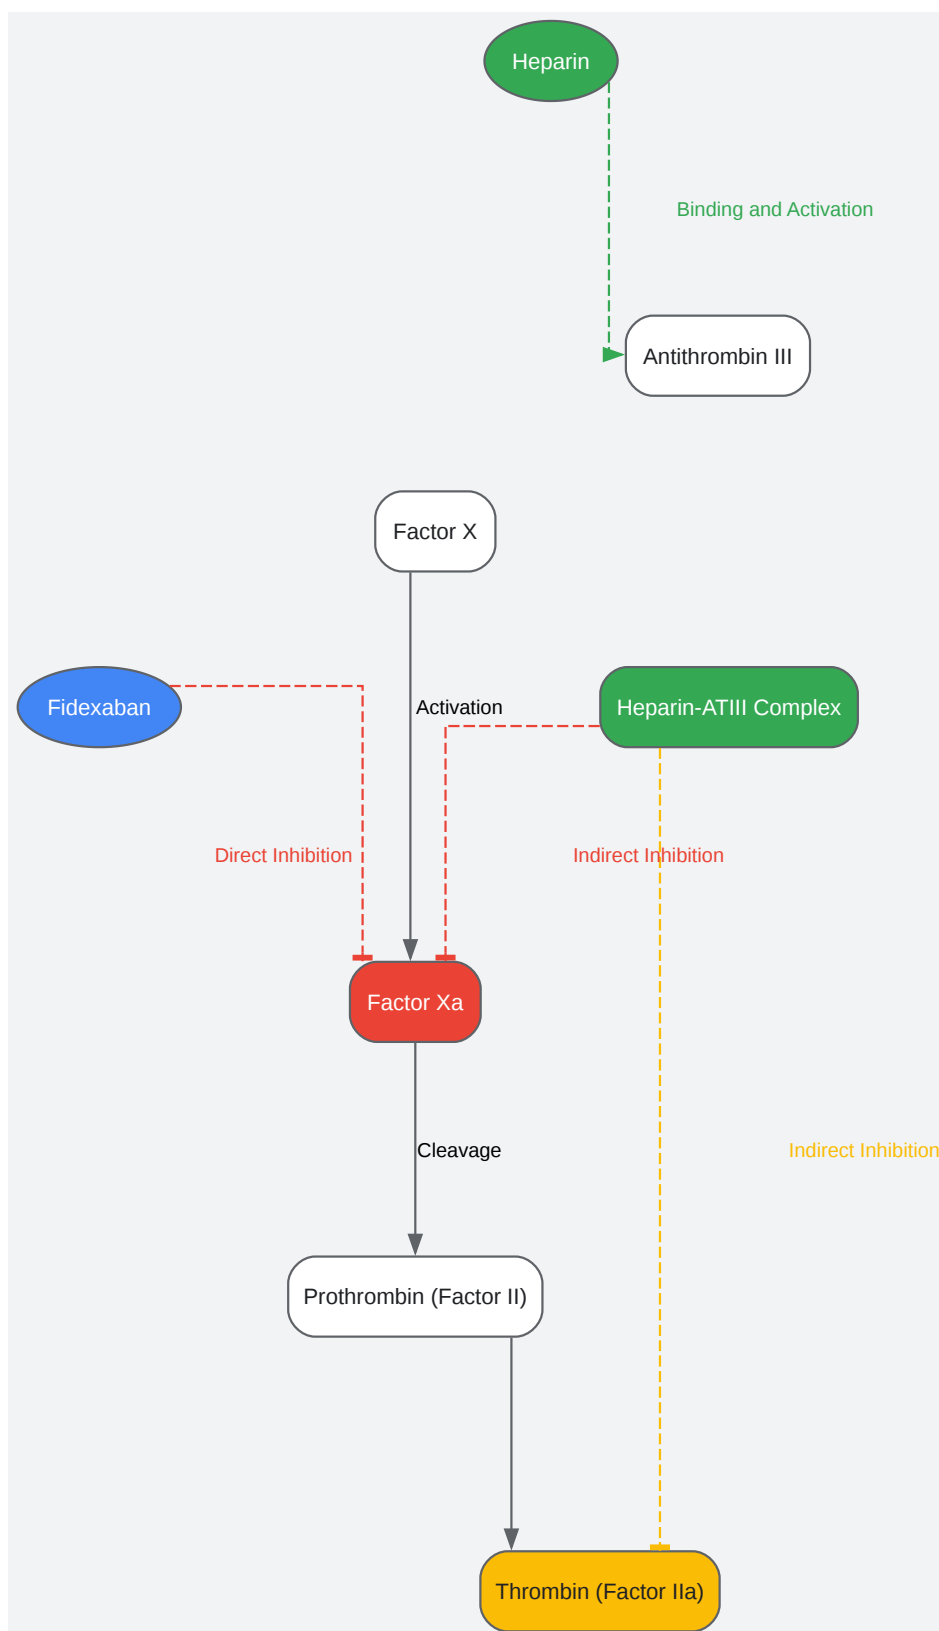 Heparin
Binding and Activation
Antithrombin III
Factor X
Fidexaban
Activation
Heparin-ATIII Complex
Direct Inhibition
Indirect Inhibition
Factor Xa
Cleavage
Indirect Inhibition
Prothrombin (Factor II)
Thrombin (Factor IIa)